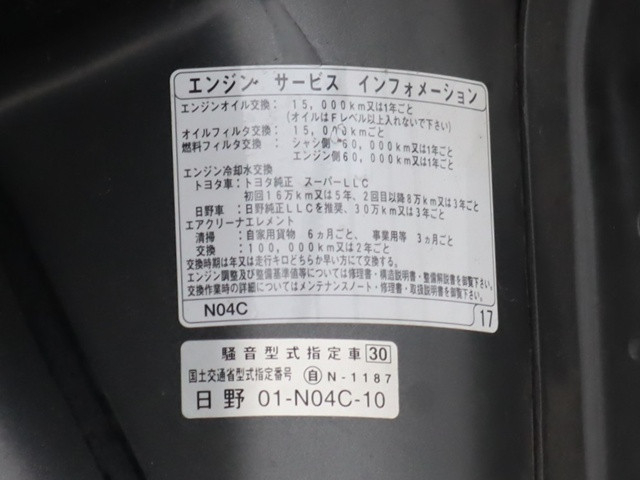 エンジン サービス インフォメーション
エンジンオイル交換： 15,000km又は1年ごと
(オイルはFレベル以上入れないで下さい)
オイルフィルタ交換： 15,000kmごと
燃料フィルタ交換： シャシ側 60,000km又は1年ごと
エンジン側60,000km又は1年ごと
エンジン冷却水交換
トヨタ車：トヨタ純正 スーパーLLC
初回16万km又は5年、2回目以降8万km又は3年ごと
日野車：日野純正LLCを推奨、30万km又は3年ごと
エアクリーナエレメント
清掃 ：自家用貨物 6ヵ月ごと、事業用等 3ヵ月ごと
交換 ：100,000km又は2年ごと
交換時期は年又は走行キロどちらか早い方にて交換する。
エンジン調整及び整備基準値等については修理書・構造説明書・整備解説書を御覧下さい。
交換作業時の詳細についてはメンテナンスノート・修理書・取扱説明書を御覧下さい。
N04C 17
騒音型式指定車 30
国土交通省型式指定番号 自 N-1187
日野 01-N04C-10